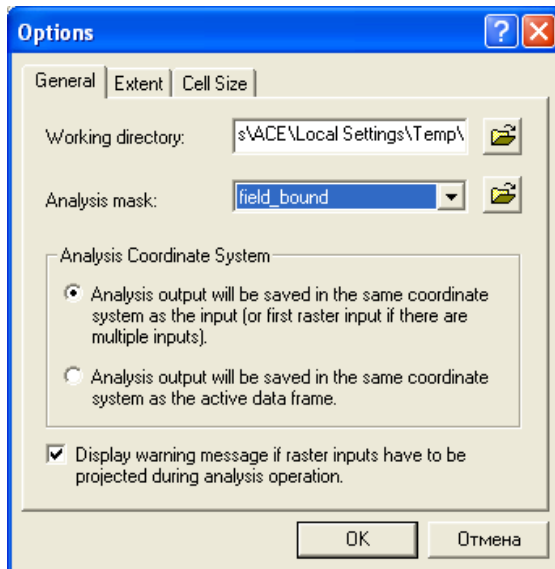 Options
General Extent Cell Size
Working directory: s\ACE\Local Settings\Temp\
Analysis mask: field_bound
Analysis Coordinate System
Analysis output will be saved in the same coordinate
system as the input (or first raster input if there are
multiple inputs).
Analysis output will be saved in the same coordinate
system as the active data frame.
Display warning message if raster inputs have to be
projected during analysis operation.
OK Отмена